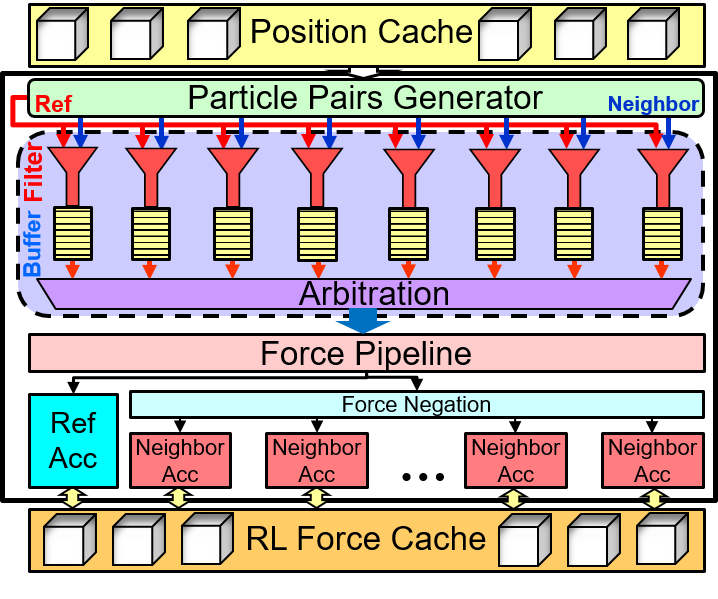 Position Cache
Particle Pairs Generator
Ref
Neighbor
Filter
Buffer
Arbitration
Force Pipeline
Ref
Acc
Force Negation
Neighbor
Acc
Neighbor
Acc
...
Neighbor
Acc
Neighbor
Acc
RL Force Cache